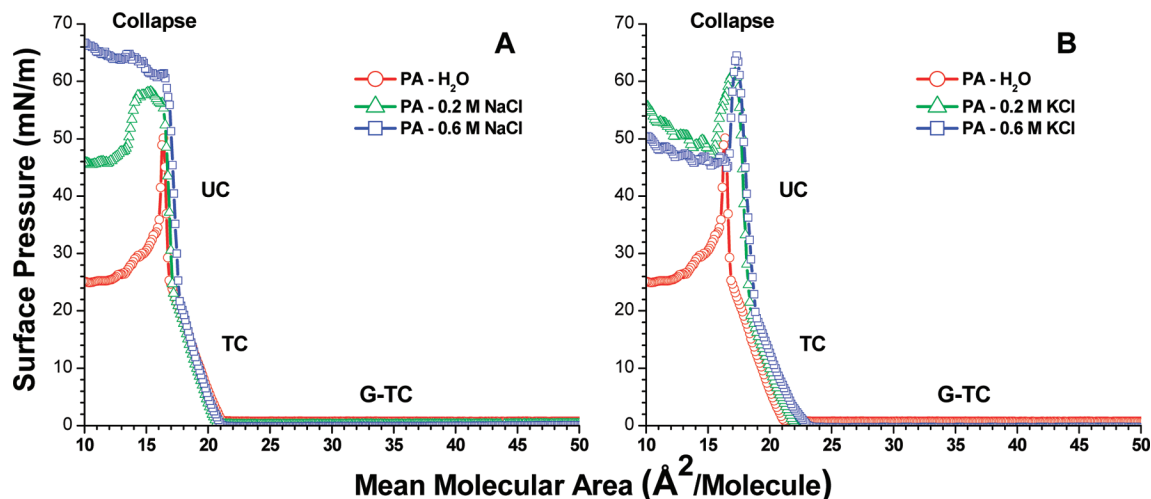 Surface Pressure (mN/m)
70
60
50
40
30
20
10
0
Collapse
A
PA - H₂O
PA - 0.2 M NaCl
PA - 0.6 M NaCl
UC
TC
G-TC
10 15 20 25 30 35 40 45 50
70
60
50
40
30
20
10
0
Collapse
B
PA - H₂O
PA - 0.2 M KCl
PA - 0.6 M KCl
UC
TC
G-TC
10 15 20 25 30 35 40 45 50
Mean Molecular Area (Å²/Molecule)